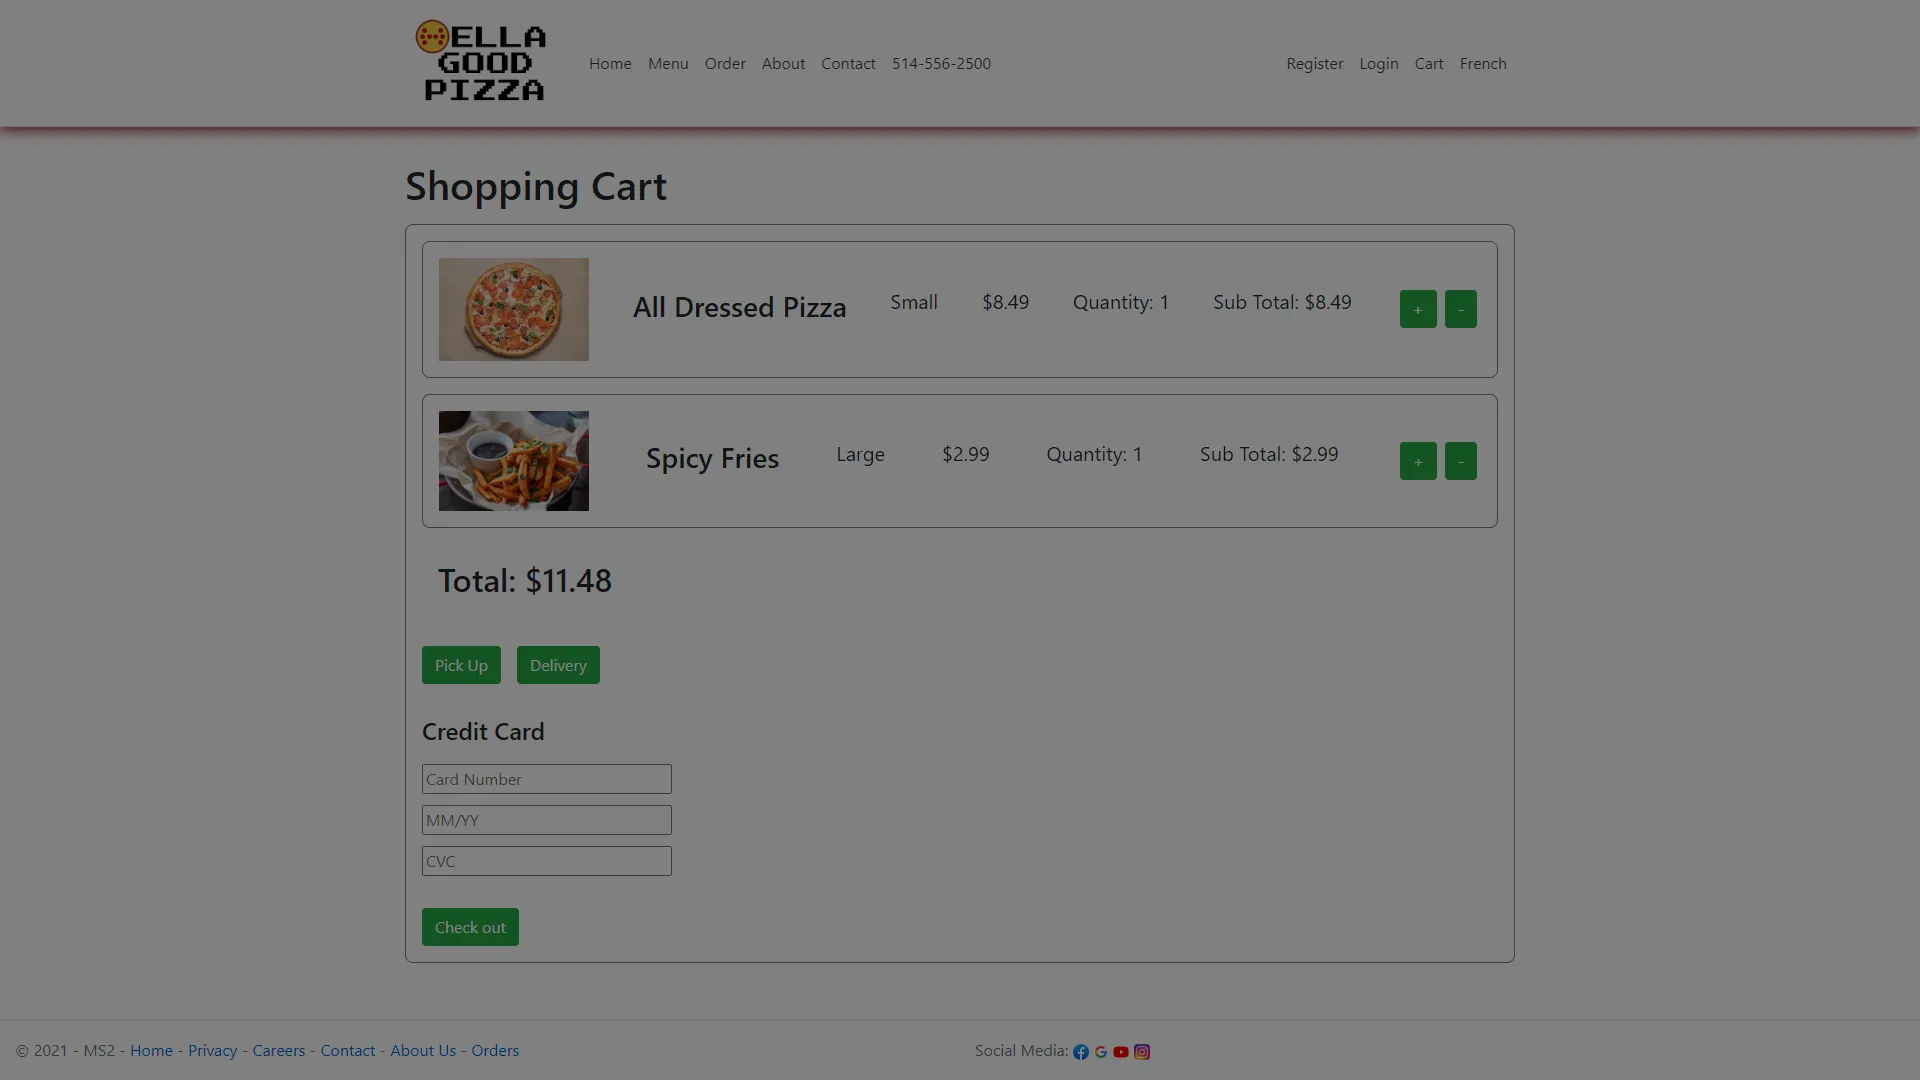 ELLA
GOOD
PIZZA
Home Menu Order About Contact 514-556-2500 Register Login Cart French
Shopping Cart
All Dressed Pizza Small $8.49 Quantity: 1 Sub Total: $8.49 + -
Spicy Fries Large $2.99 Quantity: 1 Sub Total: $2.99 + -
Total: $11.48
Pick Up Delivery
Credit Card
Card Number
MM/YY
CVC
Check out
© 2021 - MS2 - Home - Privacy - Careers - Contact - About Us - Orders Social Media: